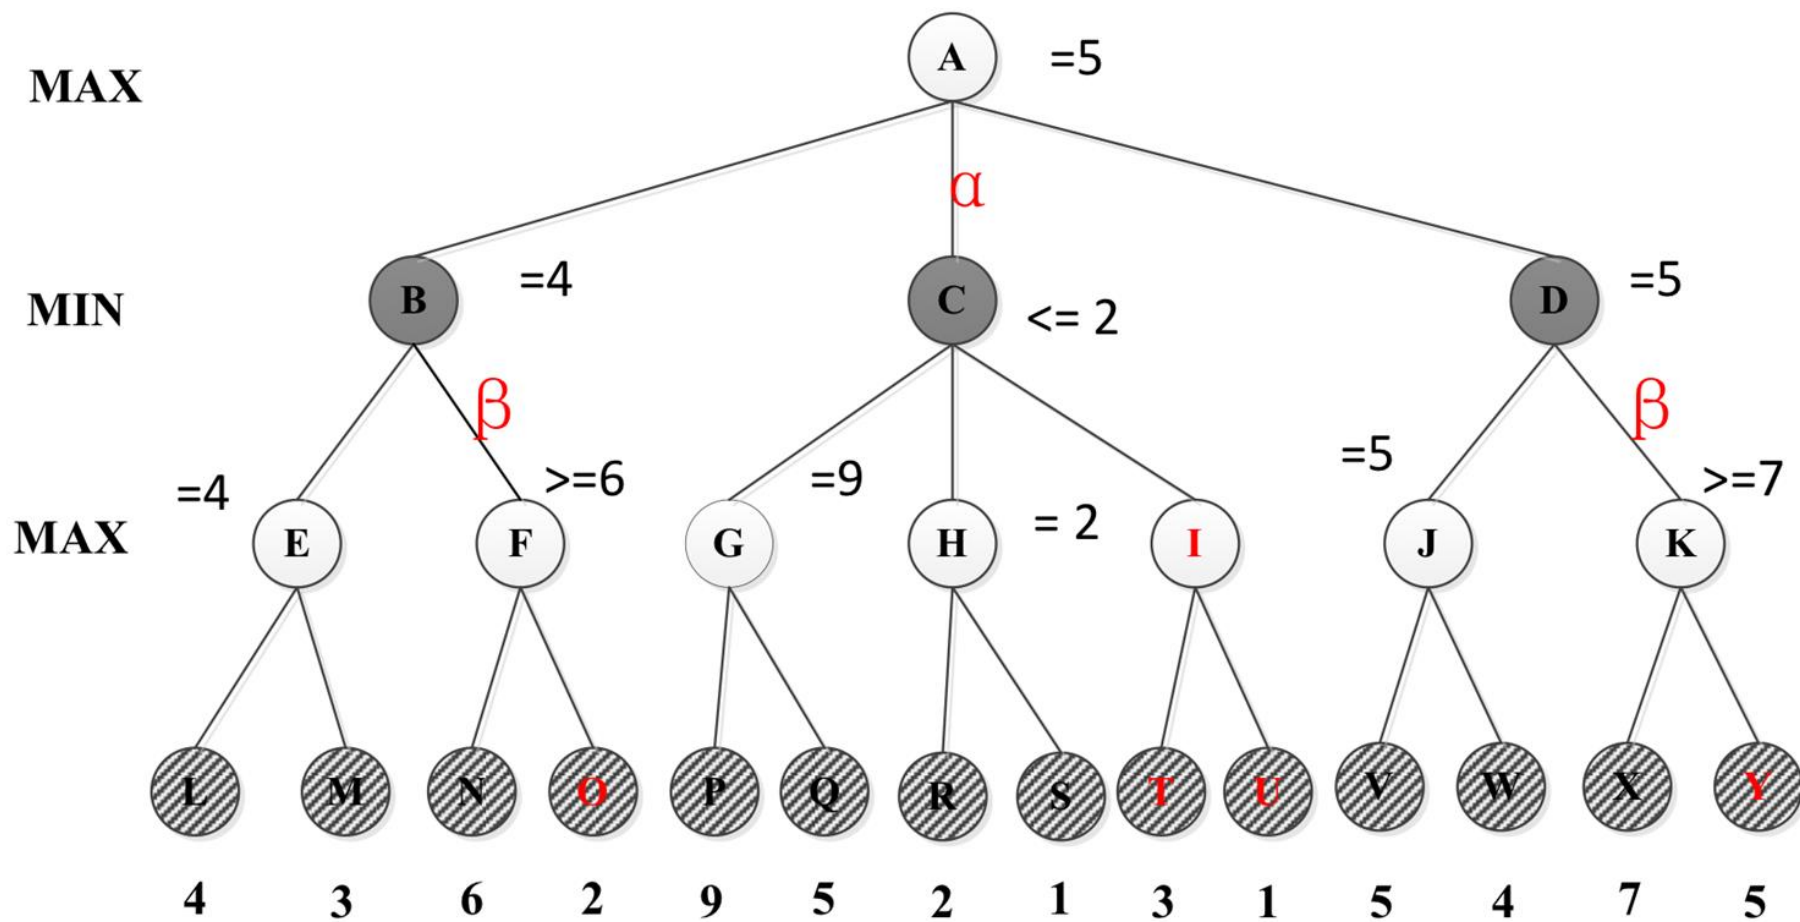 A =5
MAX
α
MIN B =4 C <= 2 D =5
β β
MAX =4 E F >=6 G =9 H = 2 I =5 J K >=7
L M N O P Q R S T U V W X Y
4 3 6 2 9 5 2 1 3 1 5 4 7 5